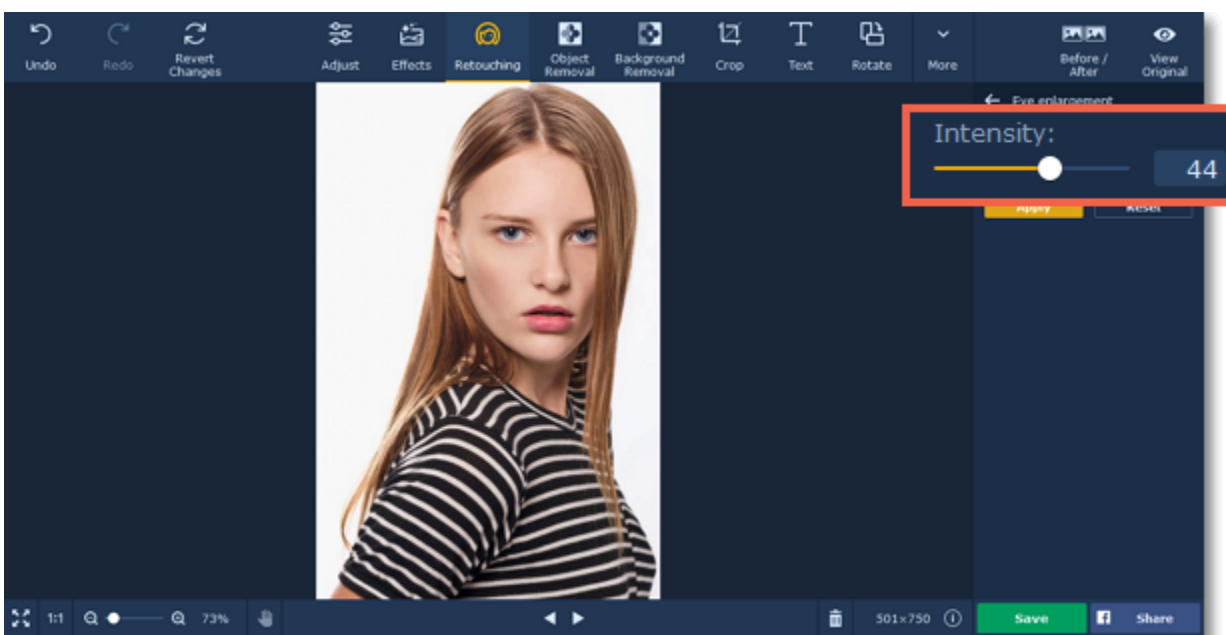 Undo
Redo
Revert
Changes
Adjust
Effects
Retouching
Object
Removal
Background
Removal
Crop
Text
Rotate
More
Before /
After
View
Original
Eye enlargement
Intensity:
44
Apply
Reset
1:1
73%
501×750
Save
Share